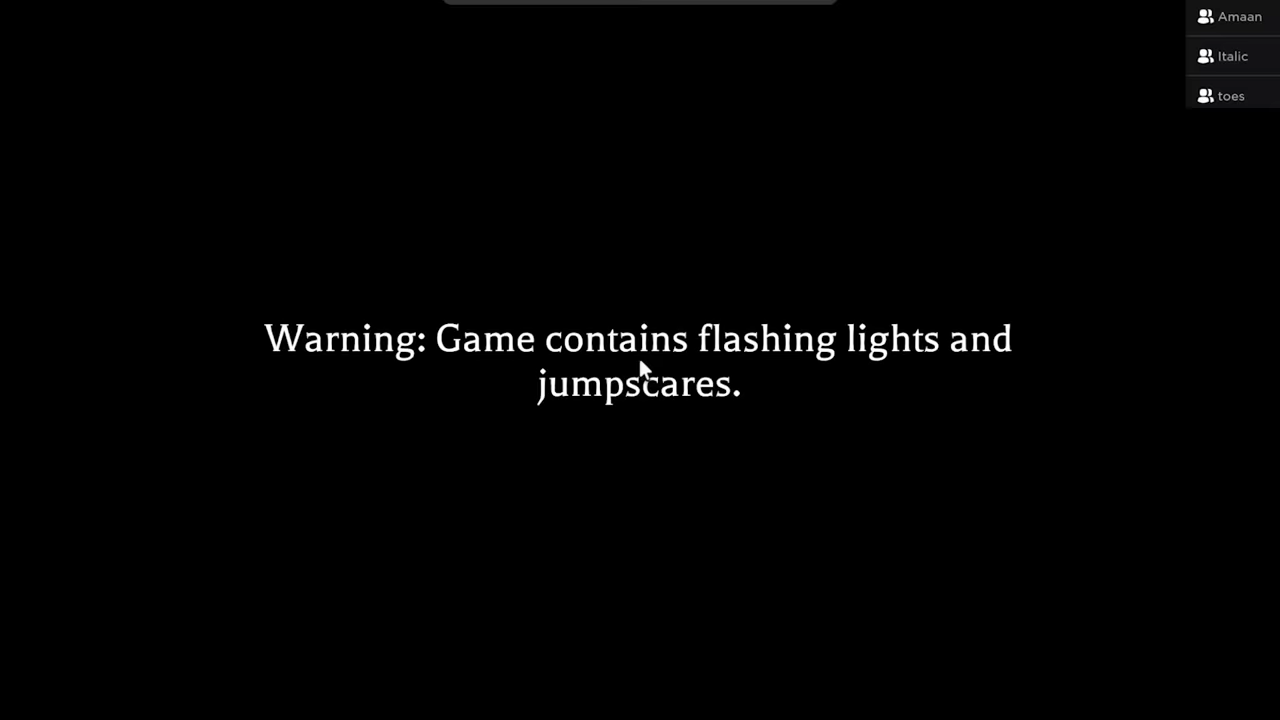 Amaan
Italic
toes
Warning: Game contains flashing lights and
jumpscares.